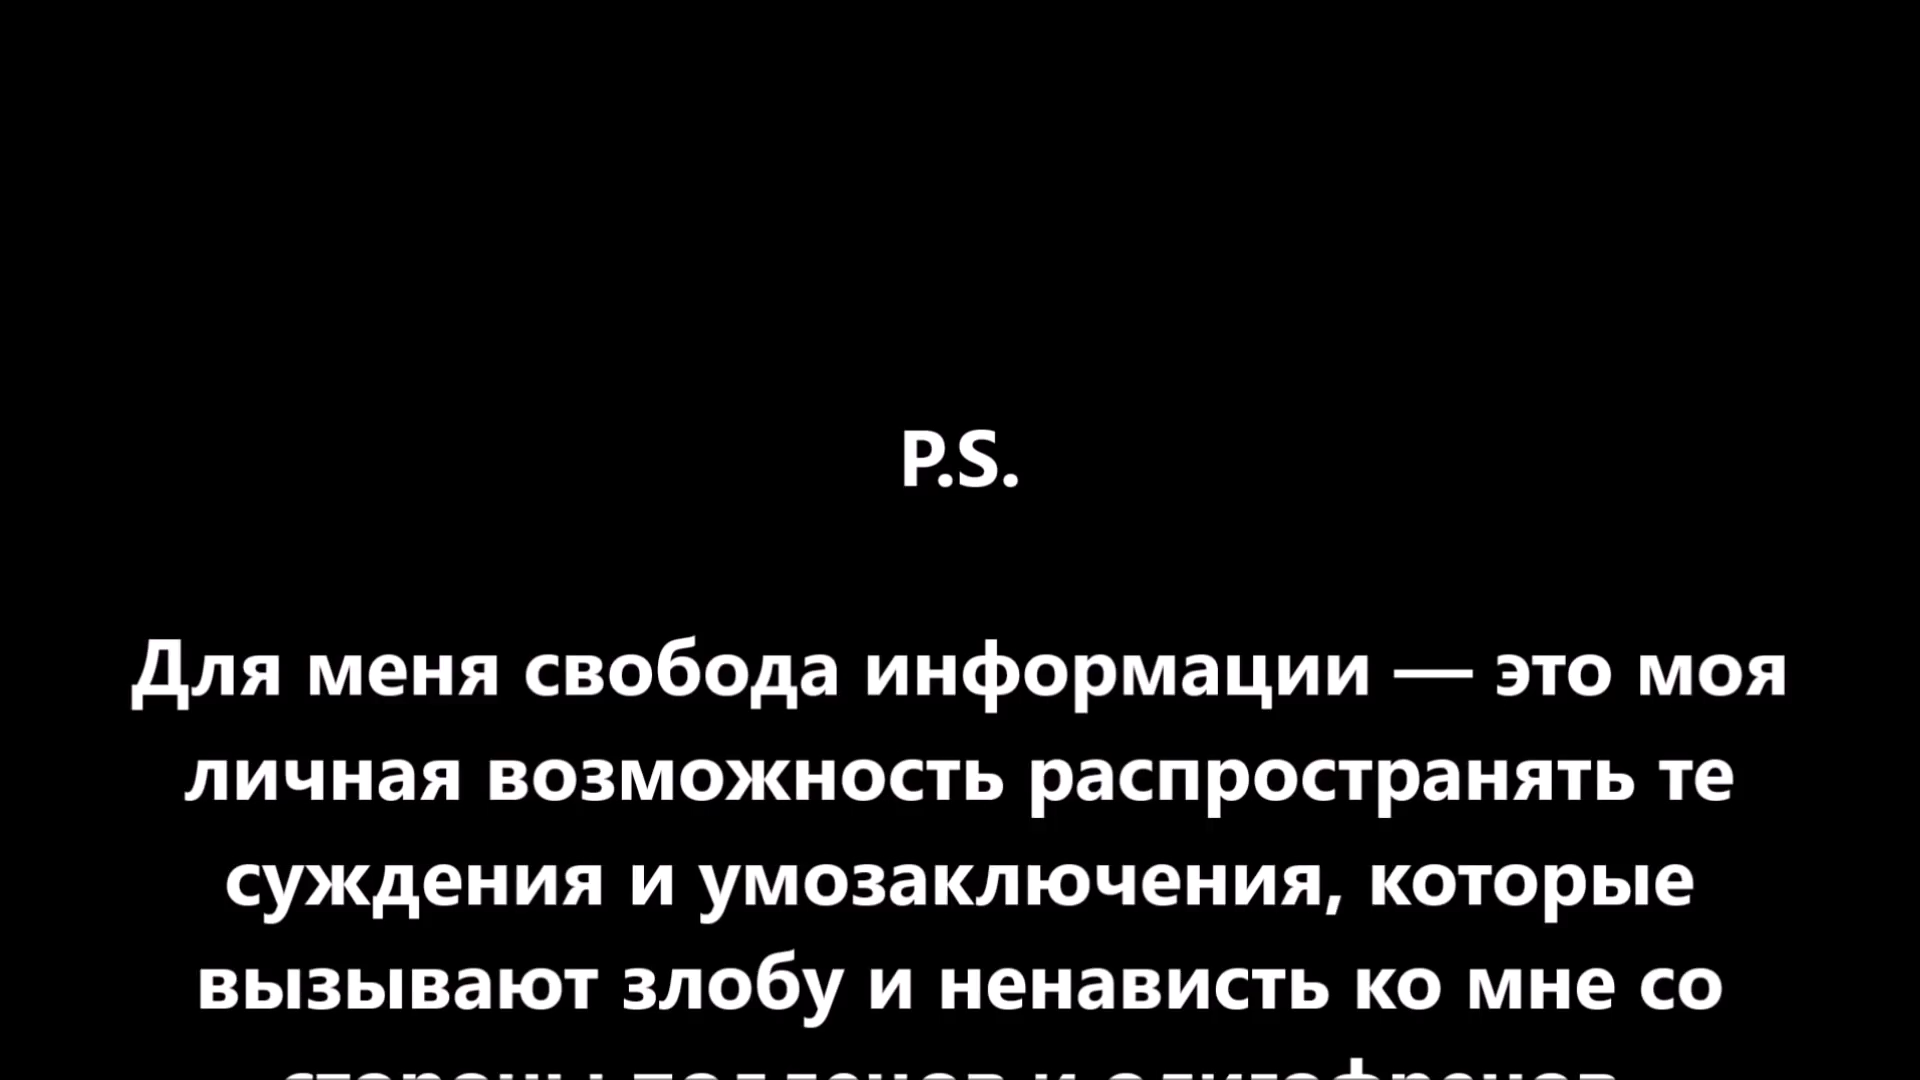 P.S.
Для меня свобода информации — это моя
личная возможность распространять те
суждения и умозаключения, которые
вызывают злобу и ненависть ко мне со